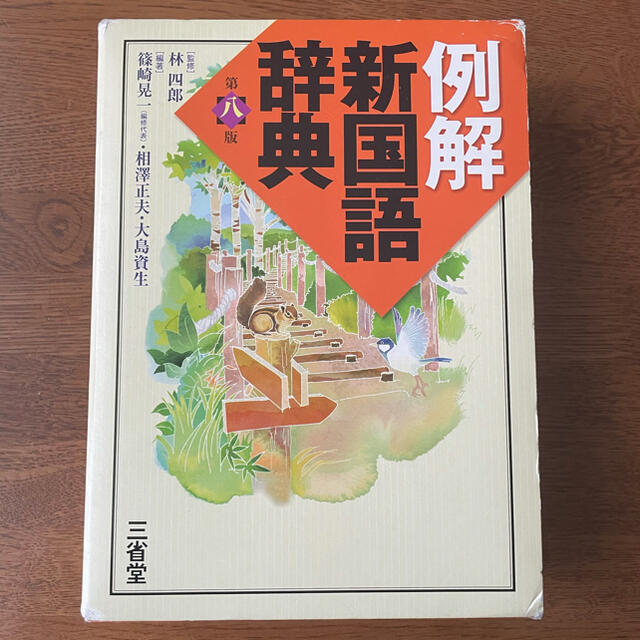 例解
新国語
辞典
第八版
[監修]
林 四郎
[編著]
篠崎晃一(編修代表)・相澤正夫・大島資生
三省堂